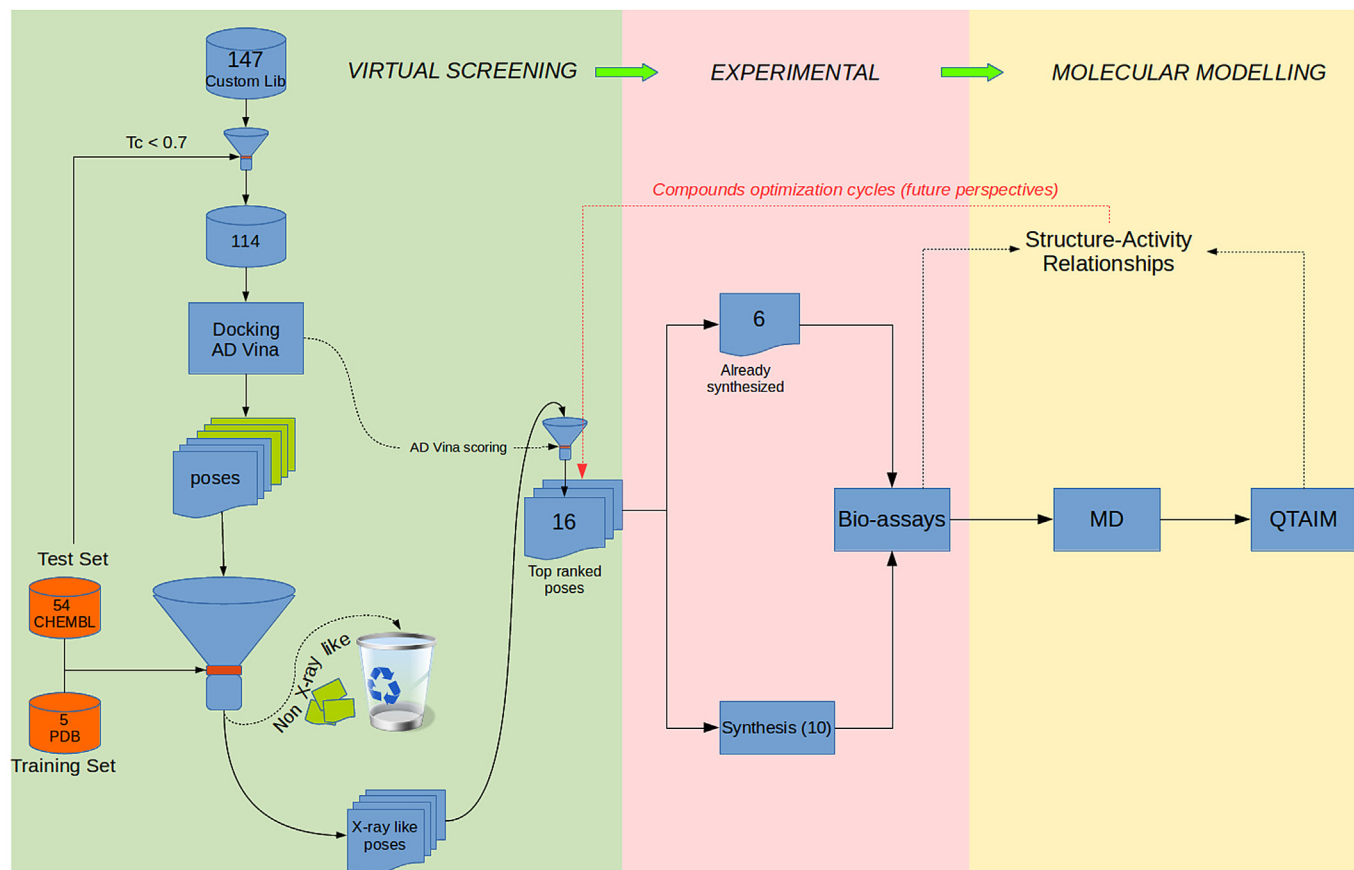 VIRTUAL SCREENING
EXPERIMENTAL
MOLECULAR MODELLING
147
Custom Lib
Tc < 0.7
114
Docking
AD Vina
poses
Test Set
54
CHEMBL
5
PDB
Training Set
Non X-ray like
X-ray like
poses
AD Vina scoring
16
Top ranked
poses
Compounds optimization cycles (future perspectives)
Structure-Activity
Relationships
6
Already
synthesized
Synthesis (10)
Bio-assays
MD
QTAIM